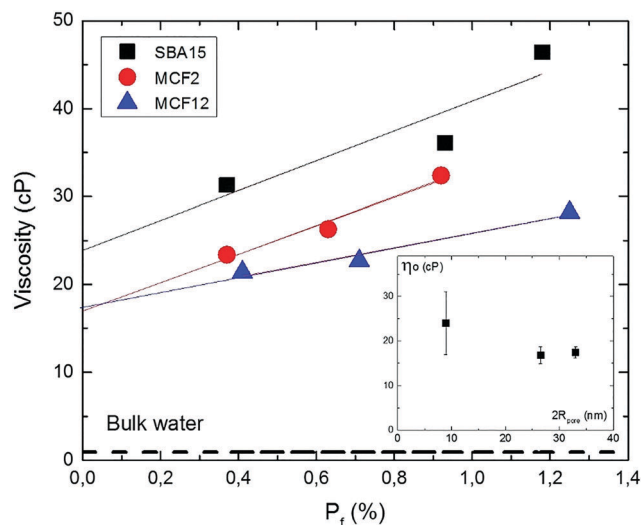 50
SBA15
MCF2
MCF12
40
30
20
10
0
Viscosity (cP)
Bulk water
0,0 0,2 0,4 0,6 0,8 1,0 1,2 1,4
P_f (%)
ηo (cP)
30
20
10
0
0 10 20 30 40
2R_pore (nm)